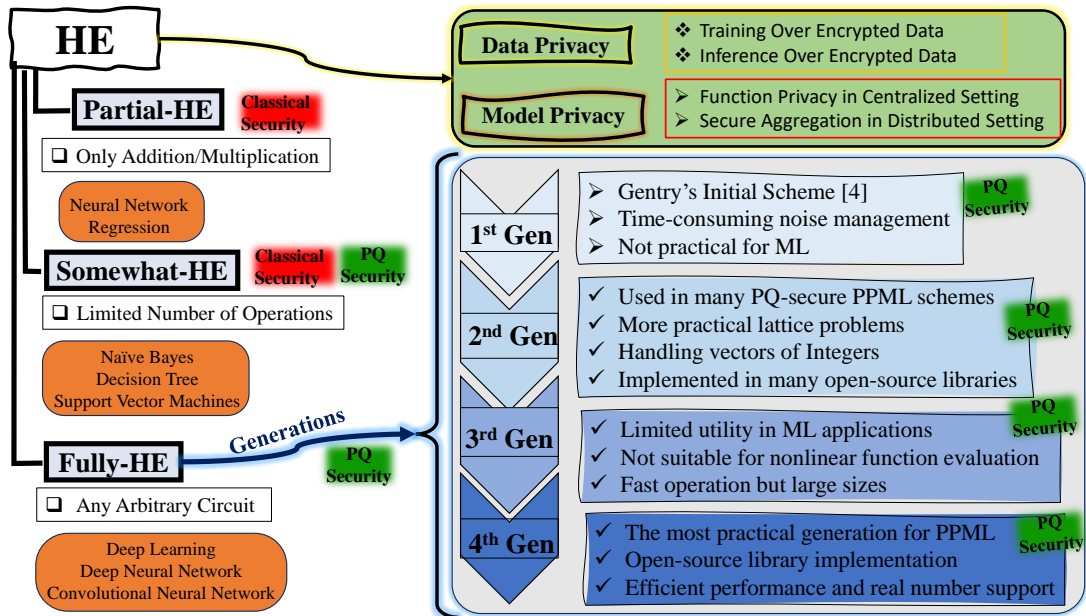 HE
Data Privacy
❖ Training Over Encrypted Data
❖ Inference Over Encrypted Data
Model Privacy
➢ Function Privacy in Centralized Setting
➢ Secure Aggregation in Distributed Setting
Partial-HE
Classical
Security
❑ Only Addition/Multiplication
Neural Network
Regression
Somewhat-HE
Classical
Security
PQ
Security
❑ Limited Number of Operations
Naïve Bayes
Decision Tree
Support Vector Machines
Generations
Fully-HE
PQ
Security
❑ Any Arbitrary Circuit
Deep Learning
Deep Neural Network
Convolutional Neural Network
1st Gen
➢ Gentry's Initial Scheme [4]
➢ Time-consuming noise management
➢ Not practical for ML
PQ
Security
2nd Gen
✓ Used in many PQ-secure PPML schemes
✓ More practical lattice problems
✓ Handling vectors of Integers
✓ Implemented in many open-source libraries
PQ
Security
3rd Gen
✓ Limited utility in ML applications
✓ Not suitable for nonlinear function evaluation
✓ Fast operation but large sizes
PQ
Security
4th Gen
✓ The most practical generation for PPML
✓ Open-source library implementation
✓ Efficient performance and real number support
PQ
Security